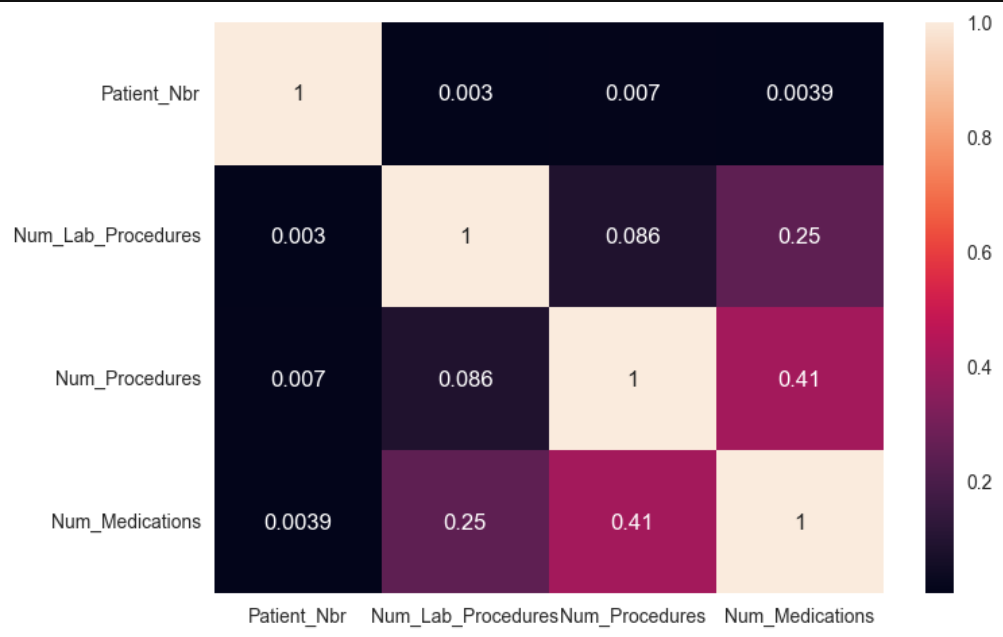 1.0
Patient_Nbr 1 0.003 0.007 0.0039
0.8
Num_Lab_Procedures 0.003 1 0.086 0.25
0.6
Num_Procedures 0.007 0.086 1 0.41
0.4
0.2
Num_Medications 0.0039 0.25 0.41 1
Patient_Nbr Num_Lab_Procedures Num_Procedures Num_Medications